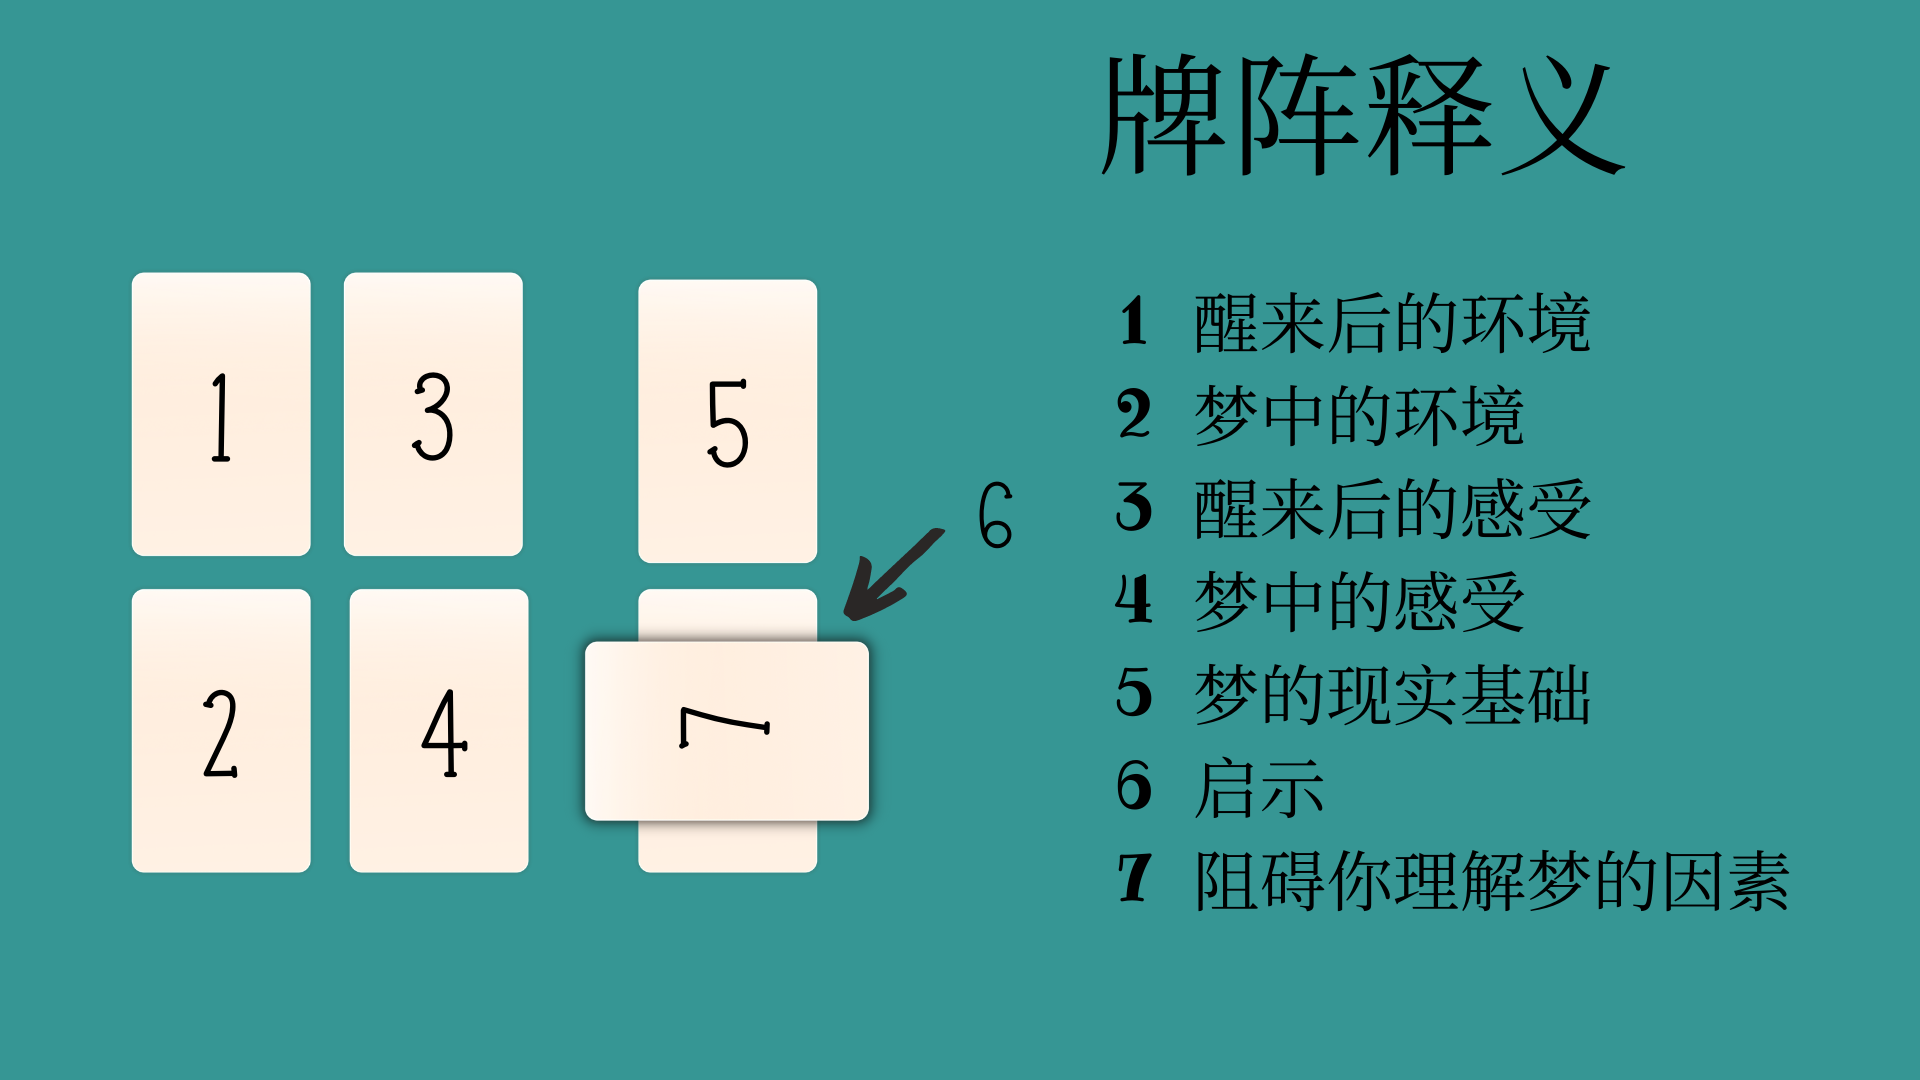 牌阵释义
1 3 5
6
2 4 7
1 醒来后的环境
2 梦中的环境
3 醒来后的感受
4 梦中的感受
5 梦的现实基础
6 启示
7 阻碍你理解梦的因素